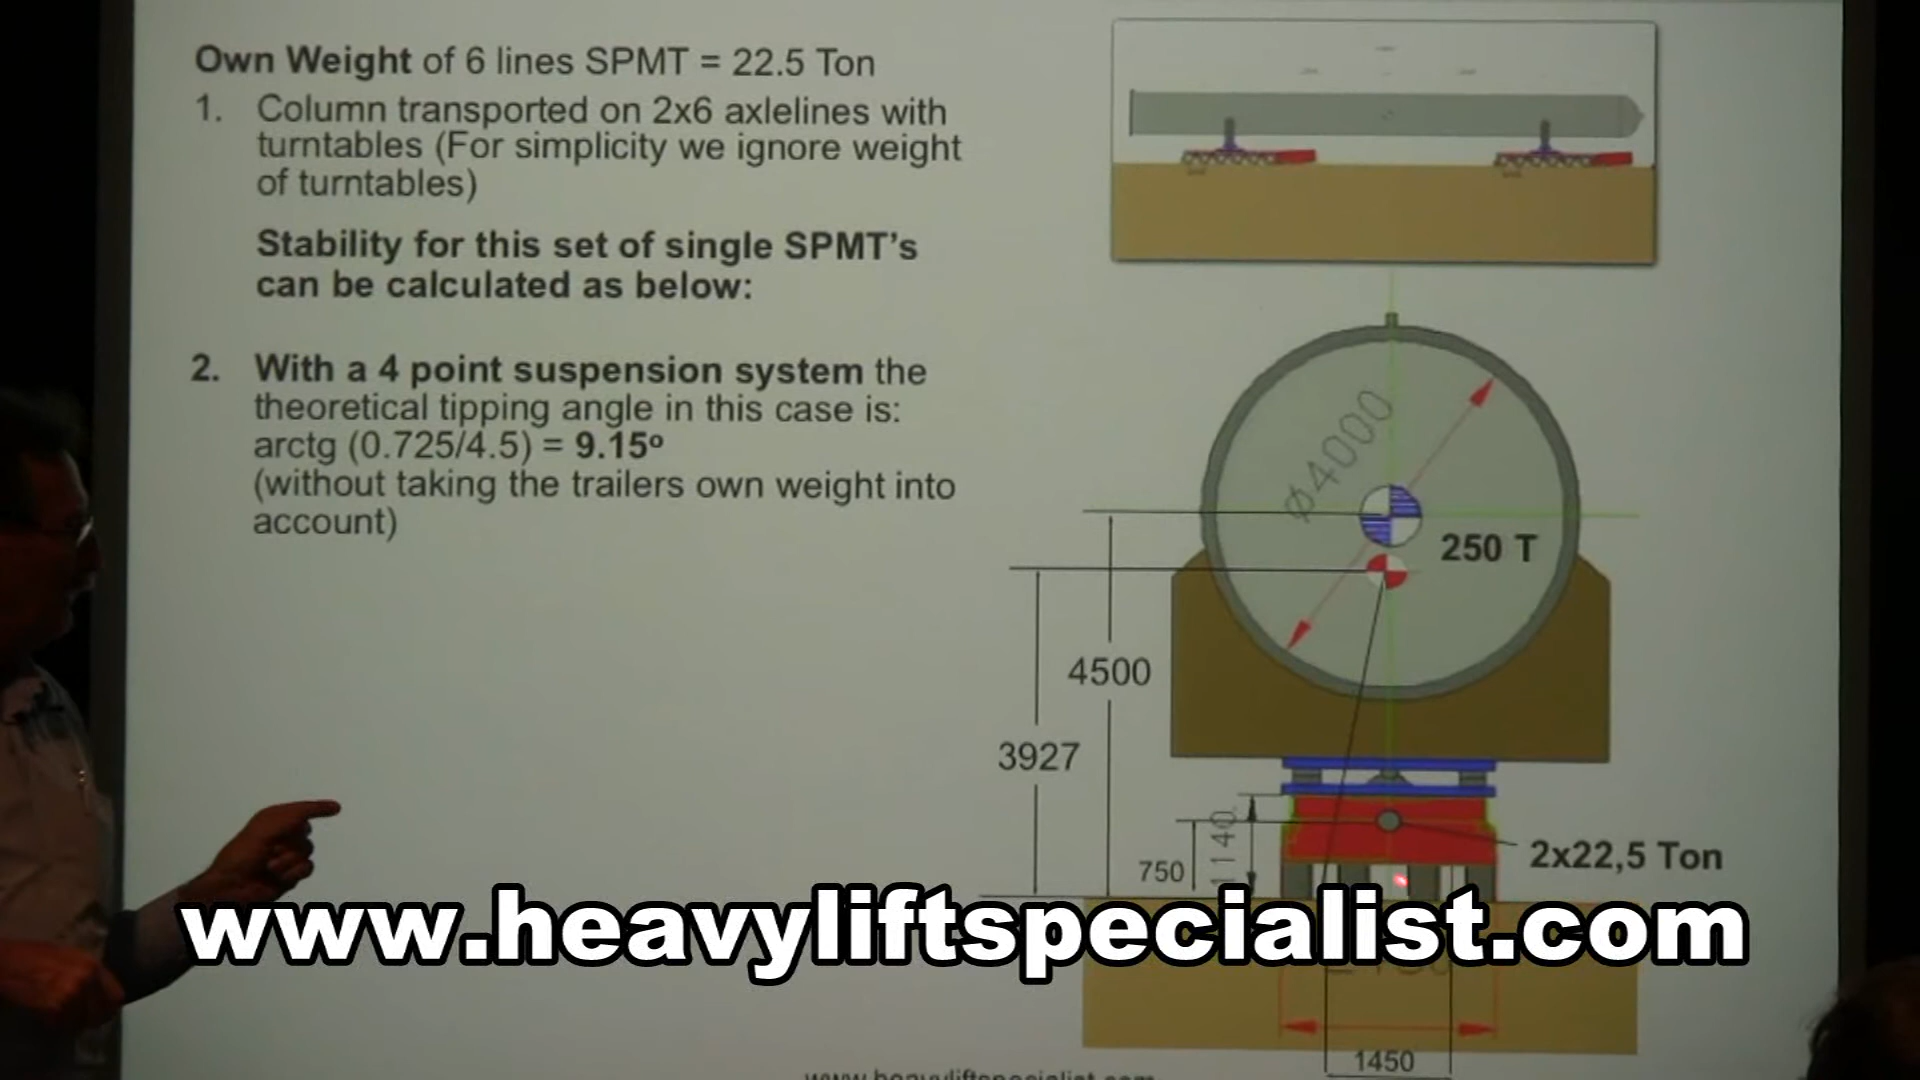 Own Weight of 6 lines SPMT = 22.5 Ton
1. Column transported on 2x6 axlelines with
turntables (For simplicity we ignore weight
of turntables)
Stability for this set of single SPMT's
can be calculated as below:
2. With a 4 point suspension system the
theoretical tipping angle in this case is:
arctg (0.725/4.5) = 9.15º
(without taking the trailers own weight into
account)
ø4000
250 T
4500
3927
1140
750
2x22,5 Ton
www.heavyliftspecialist.com
1450
www.heavyliftspecialist.com